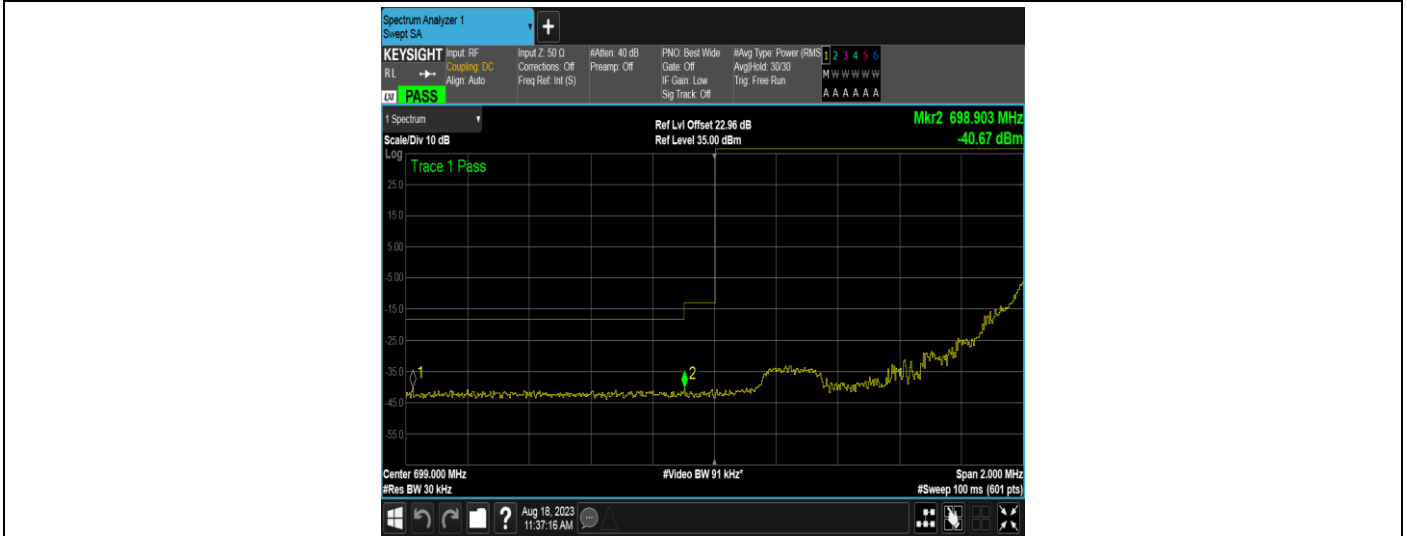 Spectrum Analyzer 1
Swept SA
+
KEYSIGHT Input: RF Input Z: 50 Ω #Atten: 40 dB PNO: Best Wide #Avg Type: Power (RMS 1 2 3 4 5 6
RL Coupling: DC Corrections: Off Preamp: Off Gate: Off Avg|Hold: 30/30 M W W W W W
Align: Auto Freq Ref: Int (S) IF Gain: Low Trig: Free Run
Sig Track: Off A A A A A A
LXI PASS
1 Spectrum Ref Lvl Offset 22.96 dB Mkr2 698.903 MHz
Scale/Div 10 dB Ref Level 35.00 dBm -40.67 dBm
Log
Trace 1 Pass
25.0
15.0
5.00
-5.00
-15.0
-25.0
-35.0
1
2
-45.0
-55.0
Center 699.000 MHz #Video BW 91 kHz* Span 2.000 MHz
#Res BW 30 kHz #Sweep 100 ms (601 pts)
? Aug 18, 2023
11:37:16 AM